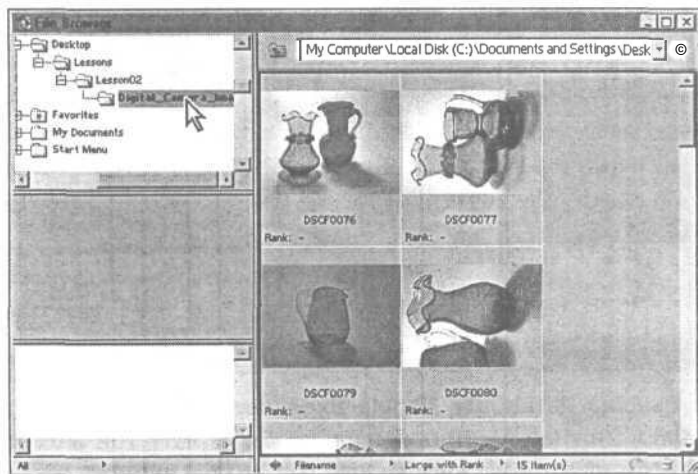 File Browser
My Computer\Local Disk (C:)\Documents and Settings\Desk ©
Desktop
Lessons
Lesson02
Digital_Camera_Ima
Favorites
My Documents
Start Menu
DSCF0076
DSCF0077
Rank: -
Rank: -
DSCF0079
DSCF0080
Rank: -
Rank: -
All
Filename
Large with Rank
15 Item(s)